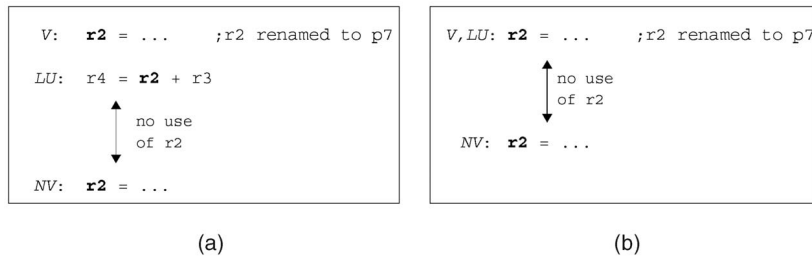 V: r2 = ... ;r2 renamed to p7
LU: r4 = r2 + r3
no use
of r2
NV: r2 = ...
(a)
V,LU: r2 = ... ;r2 renamed to p7
no use
of r2
NV: r2 = ...
(b)